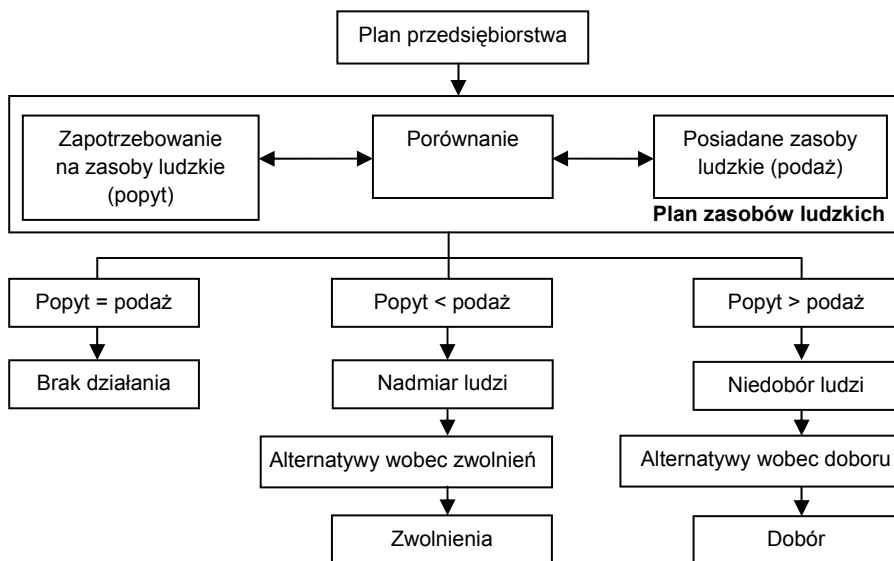 Plan przedsiębiorstwa
Zapotrzebowanie
na zasoby ludzkie
(popyt)
Porównanie
Posiadane zasoby
ludzkie (podaż)
Plan zasobów ludzkich
Popyt = podaż
Popyt < podaż
Popyt > podaż
Brak działania
Nadmiar ludzi
Niedobór ludzi
Alternatywy wobec zwolnień
Alternatywy wobec doboru
Zwolnienia
Dobór